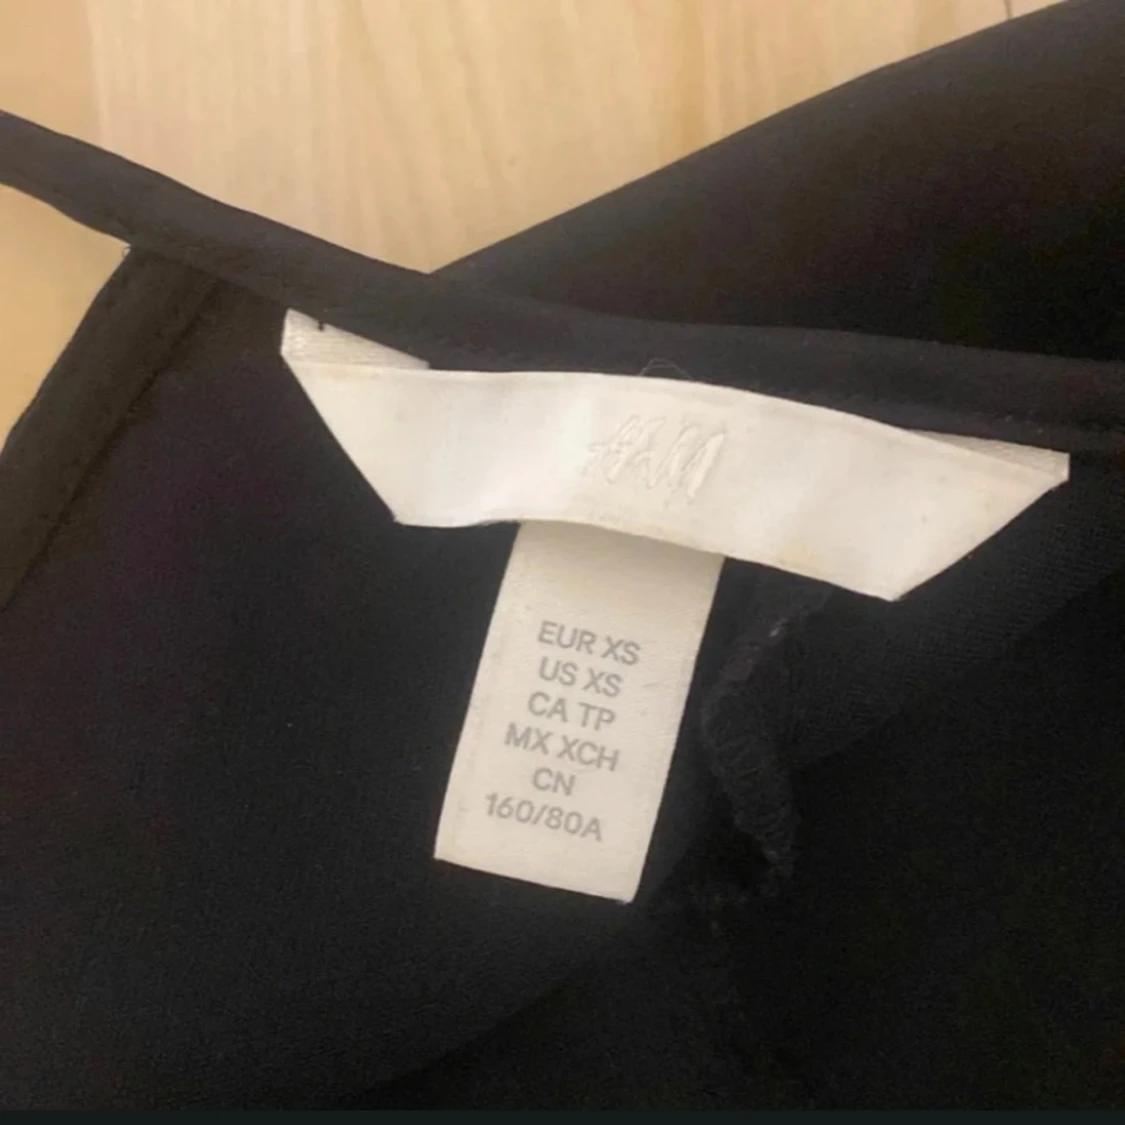 H&M
EUR XS
US XS
CA TP
MX XCH
CN
160/80A